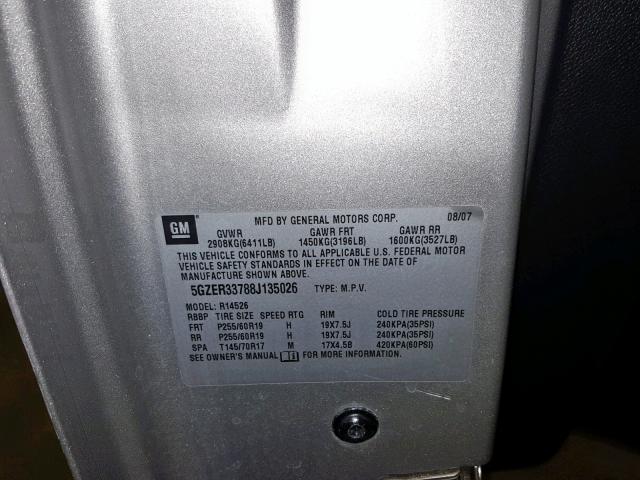 GM MFD BY GENERAL MOTORS CORP. 08/07
GVWR GAWR FRT GAWR RR
2908KG(6411LB) 1450KG(3196LB) 1600KG(3527LB)
THIS VEHICLE CONFORMS TO ALL APPLICABLE U.S. FEDERAL MOTOR
VEHICLE SAFETY STANDARDS IN EFFECT ON THE DATE OF
MANUFACTURE SHOWN ABOVE.
5GZER33788J135026 TYPE: M.P.V.
MODEL: R14526
RBBP TIRE SIZE SPEED RTG RIM COLD TIRE PRESSURE
FRT P255/60R19 H 19X7.5J 240KPA(35PSI)
RR P255/60R19 H 19X7.5J 240KPA(35PSI)
SPA T145/70R17 M 17X4.5B 420KPA(60PSI)
SEE OWNER'S MANUAL FOR MORE INFORMATION.